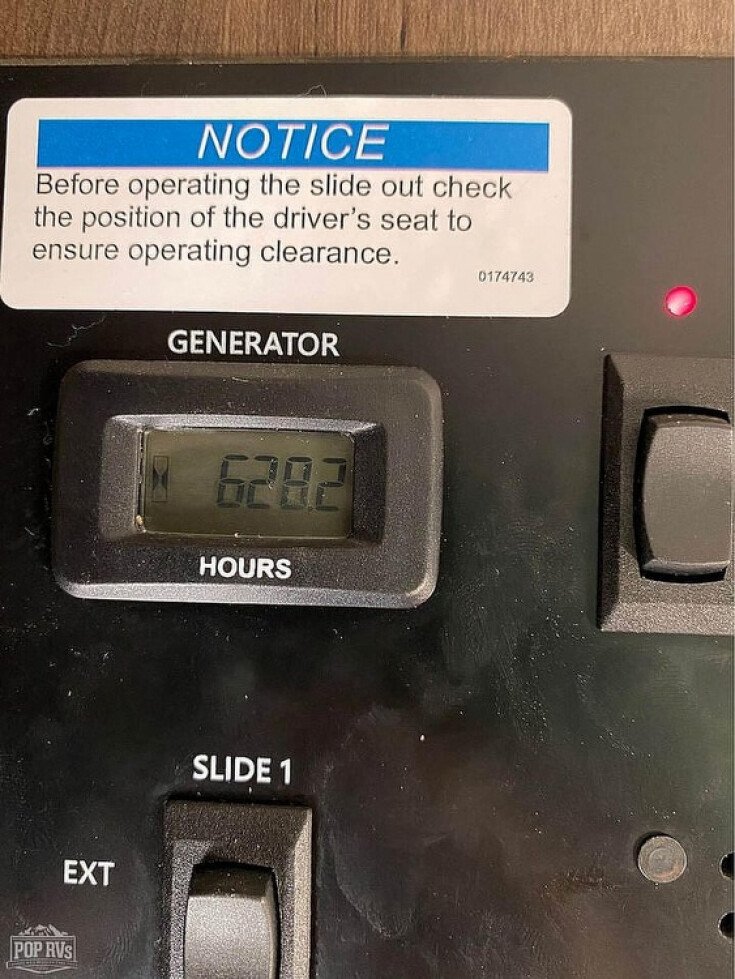 NOTICE
Before operating the slide out check
the position of the driver's seat to
ensure operating clearance.
0174743
GENERATOR
628.2
HOURS
SLIDE 1
EXT
POP RVs